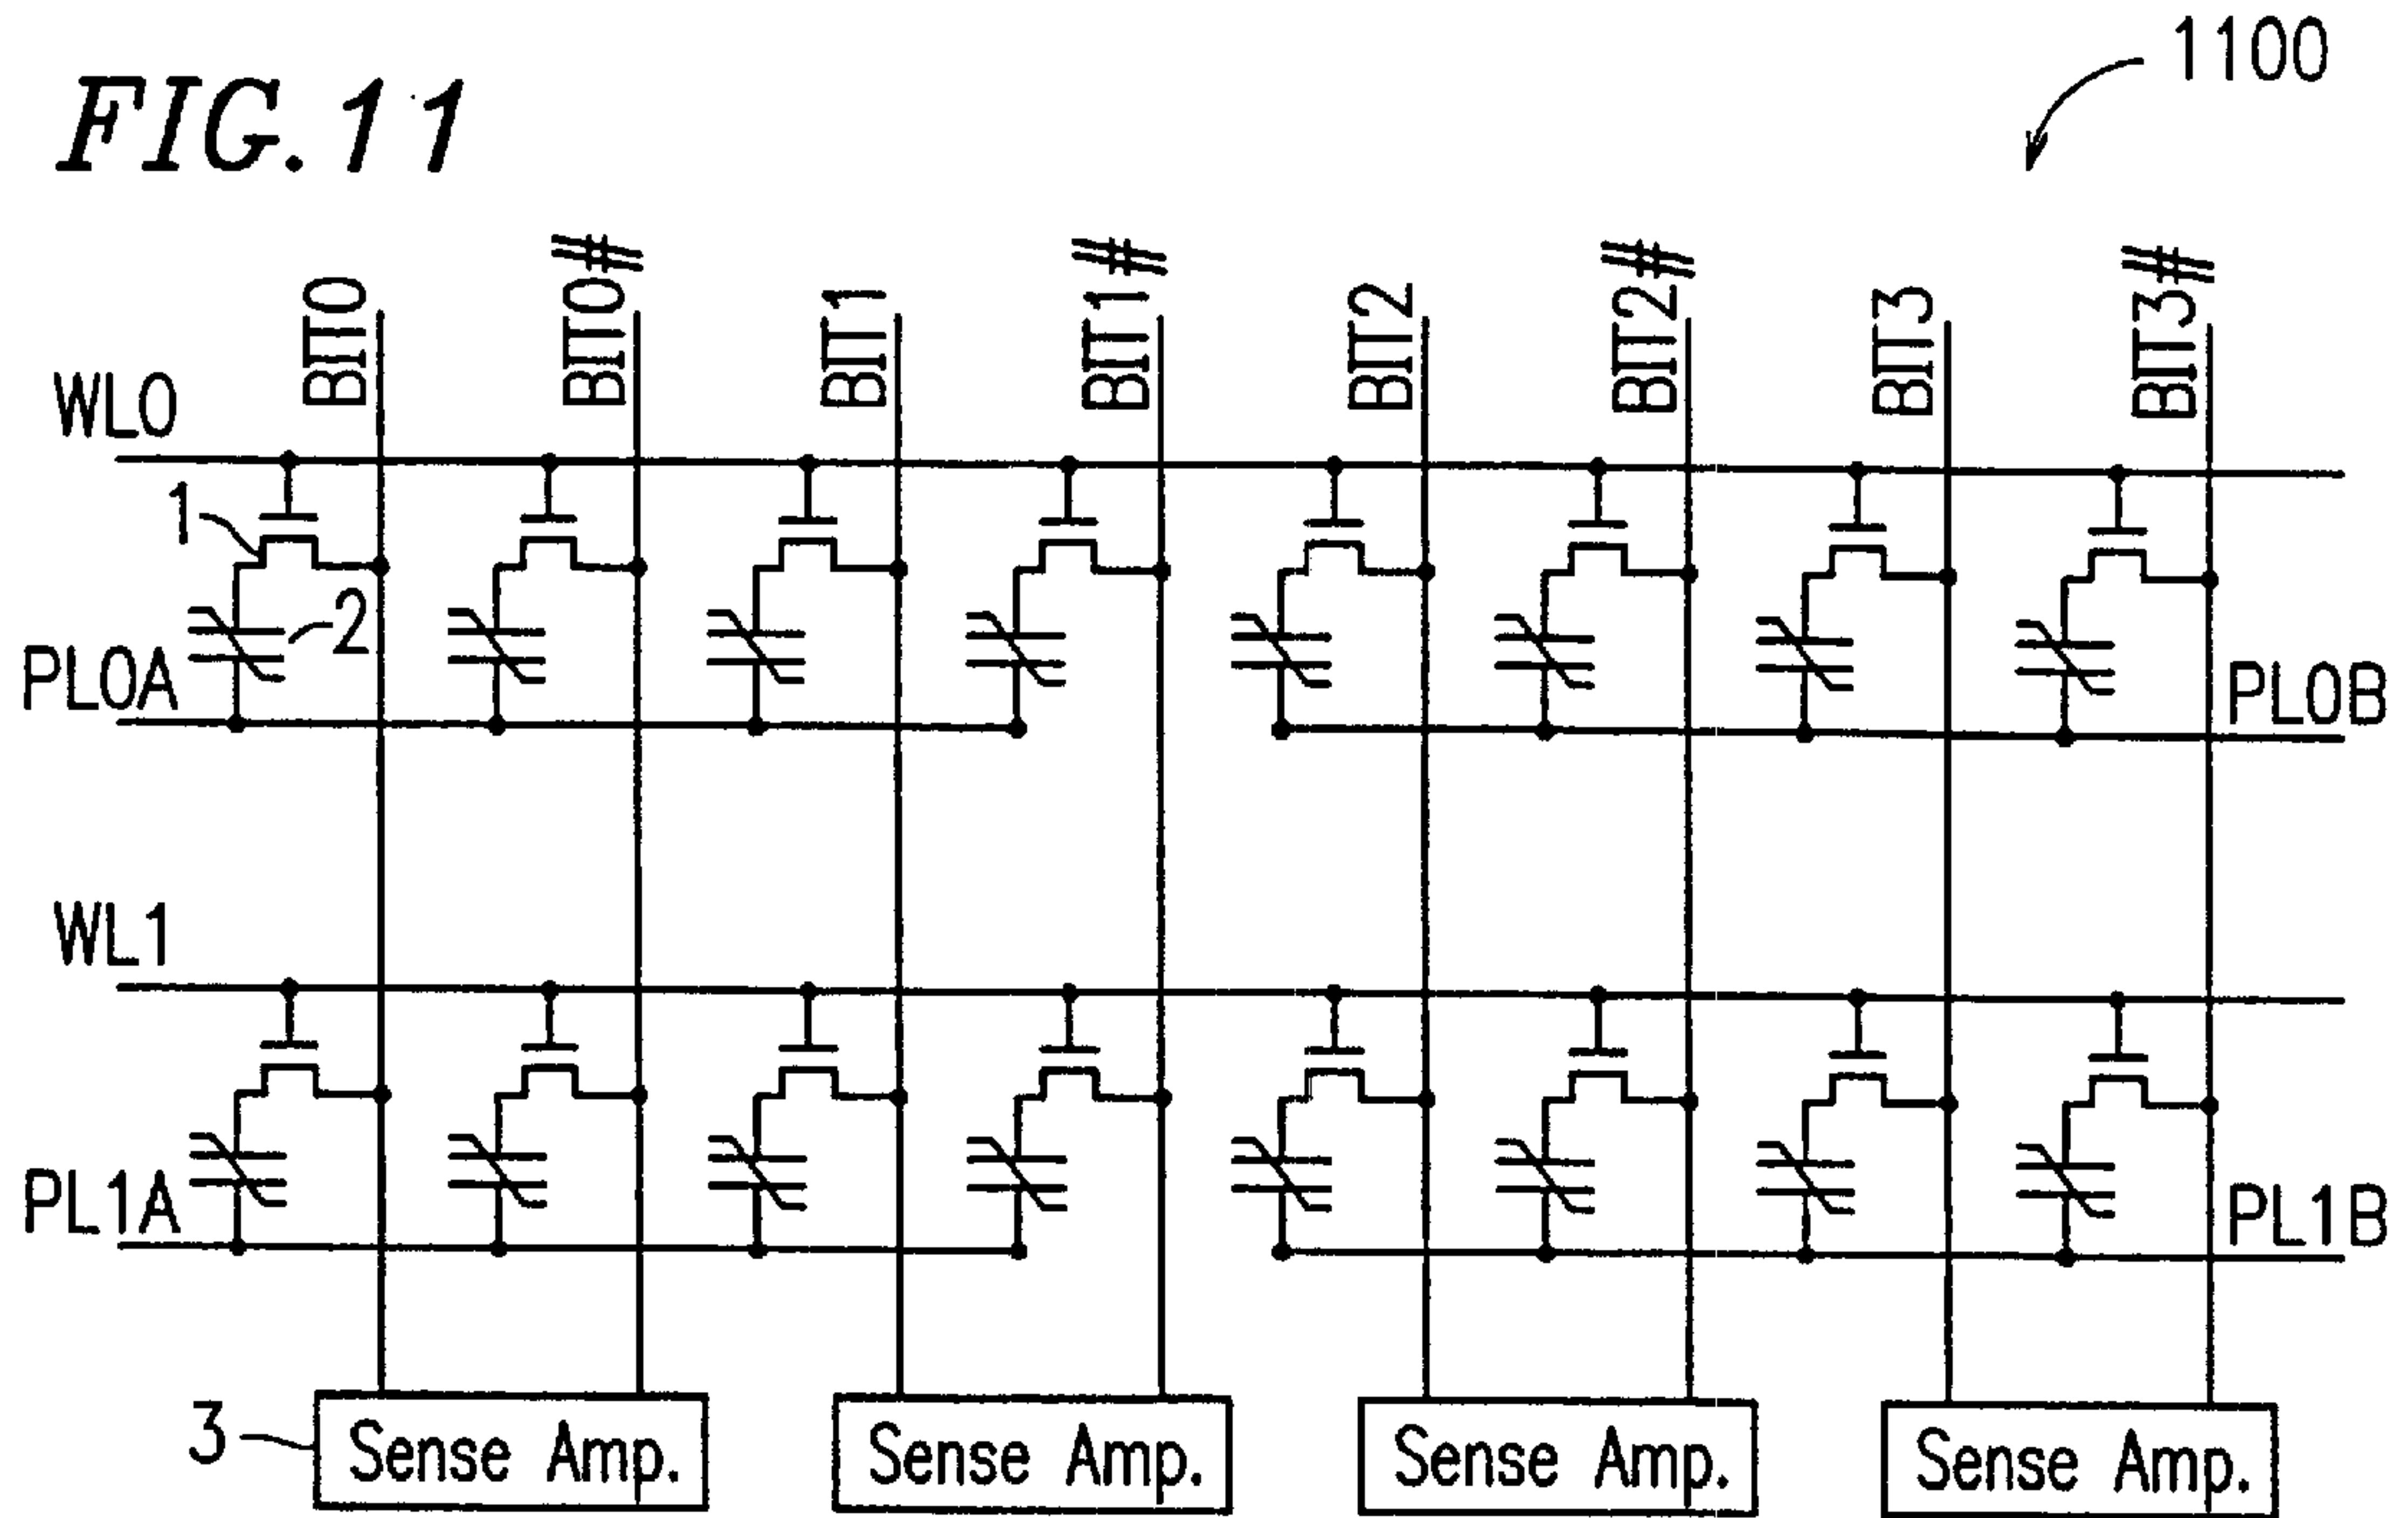 FIG.11
1100
BIT0
BIT0#
BIT1
BIT1#
BIT2
BIT2#
BIT3
BIT3#
WL0
1
2
PL0A
PL0B
WL1
PL1A
PL1B
3
Sense Amp.
Sense Amp.
Sense Amp.
Sense Amp.